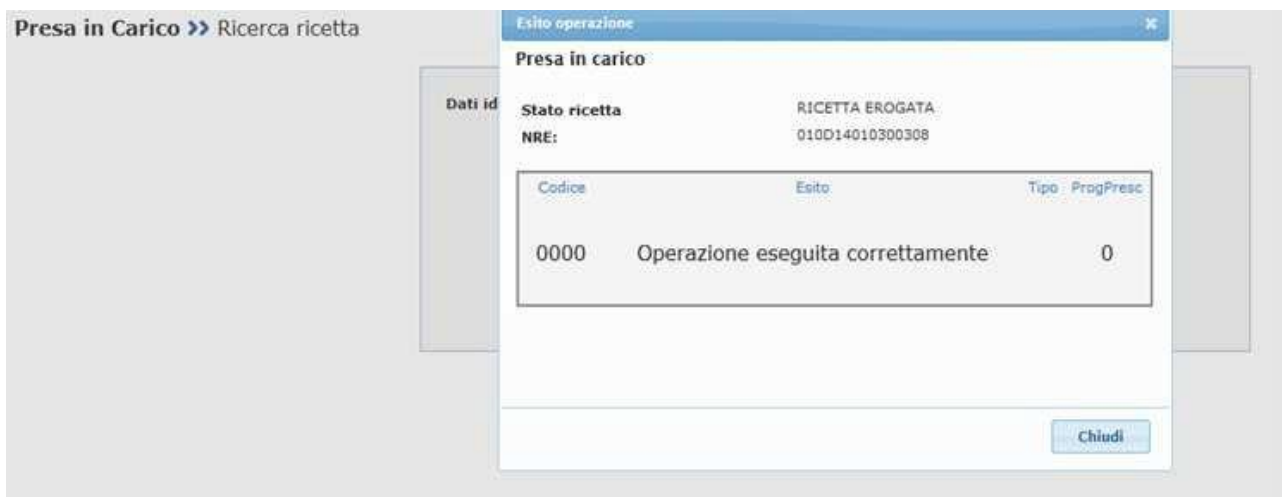 Presa in Carico >> Ricerca ricetta
Esito operazione
x
Presa in carico
Dati id
Stato ricetta RICETTA EROGATA
NRE: 010D14010300308
Codice Esito Tipo ProgPresc
0000 Operazione eseguita correttamente 0
Chiudi